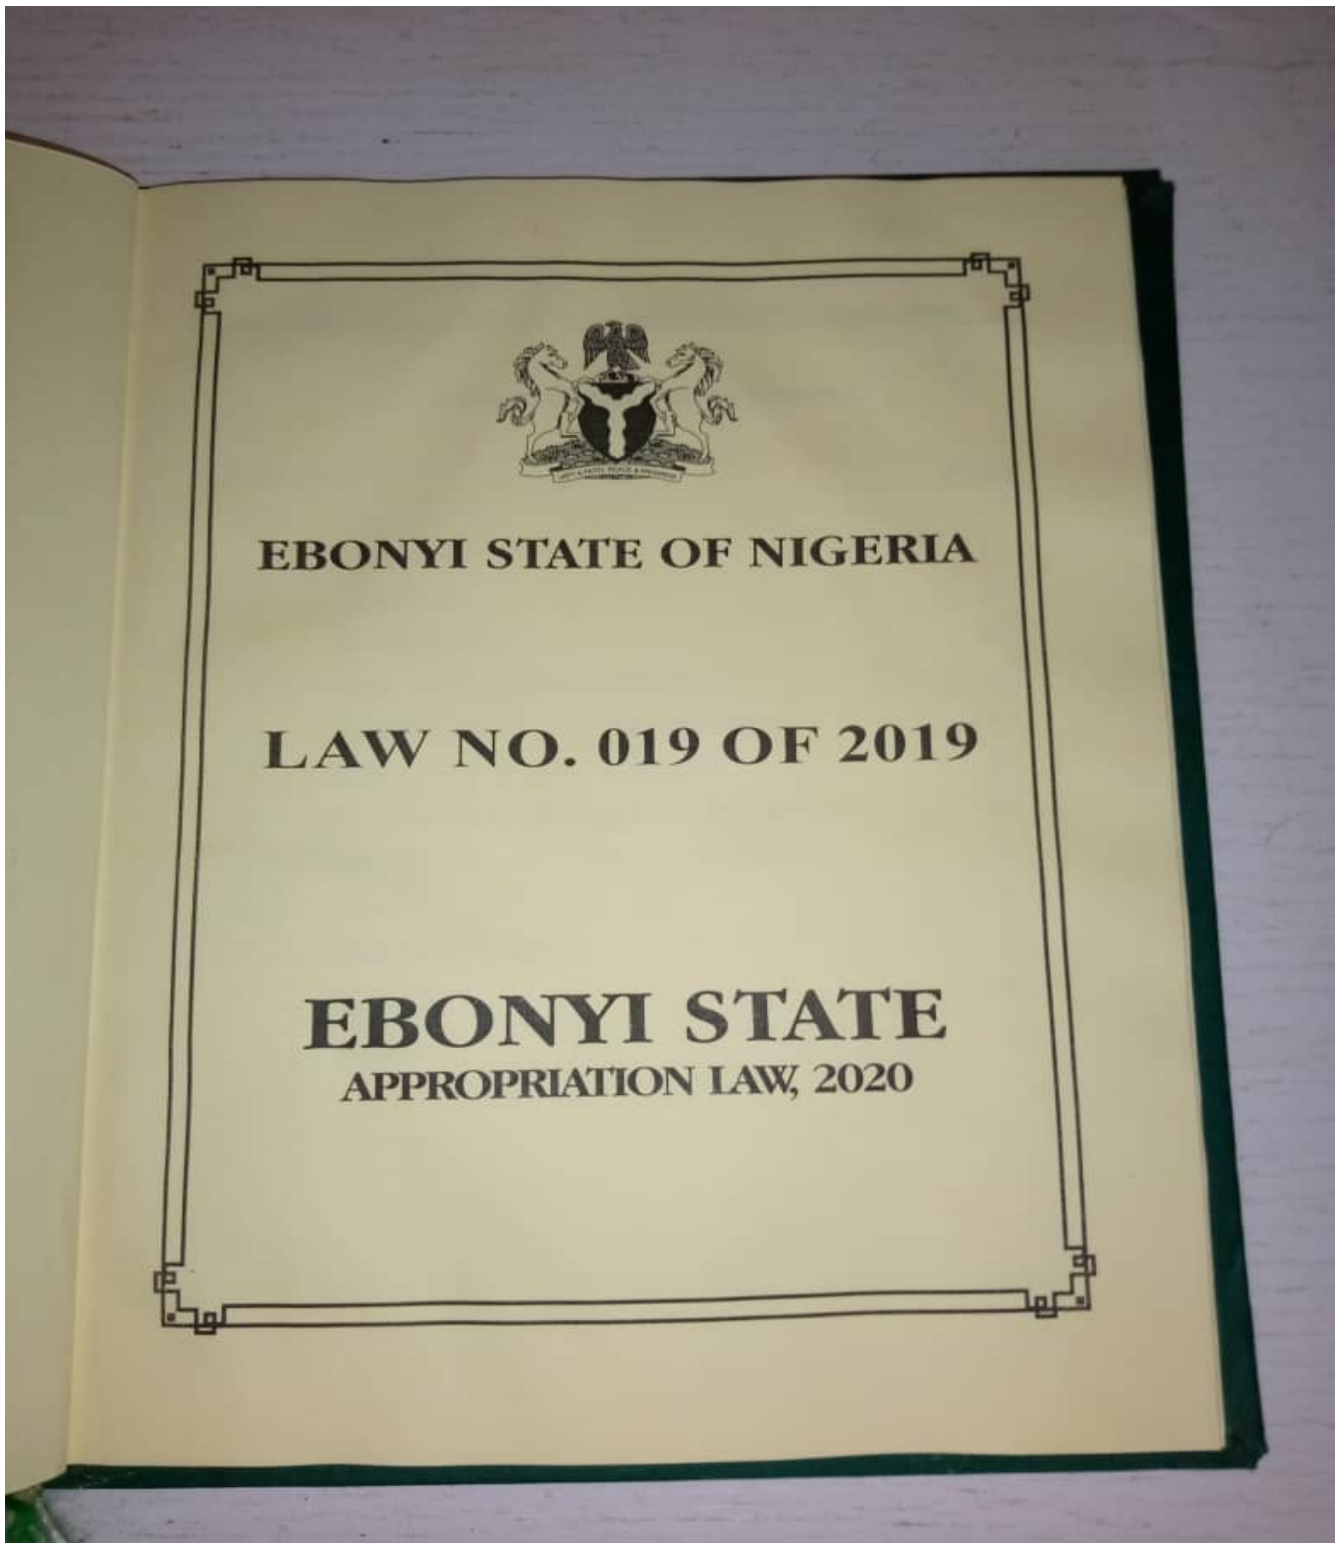 EBONYI STATE OF NIGERIA
LAW NO. 019 OF 2019
EBONYI STATE
APPROPRIATION LAW, 2020